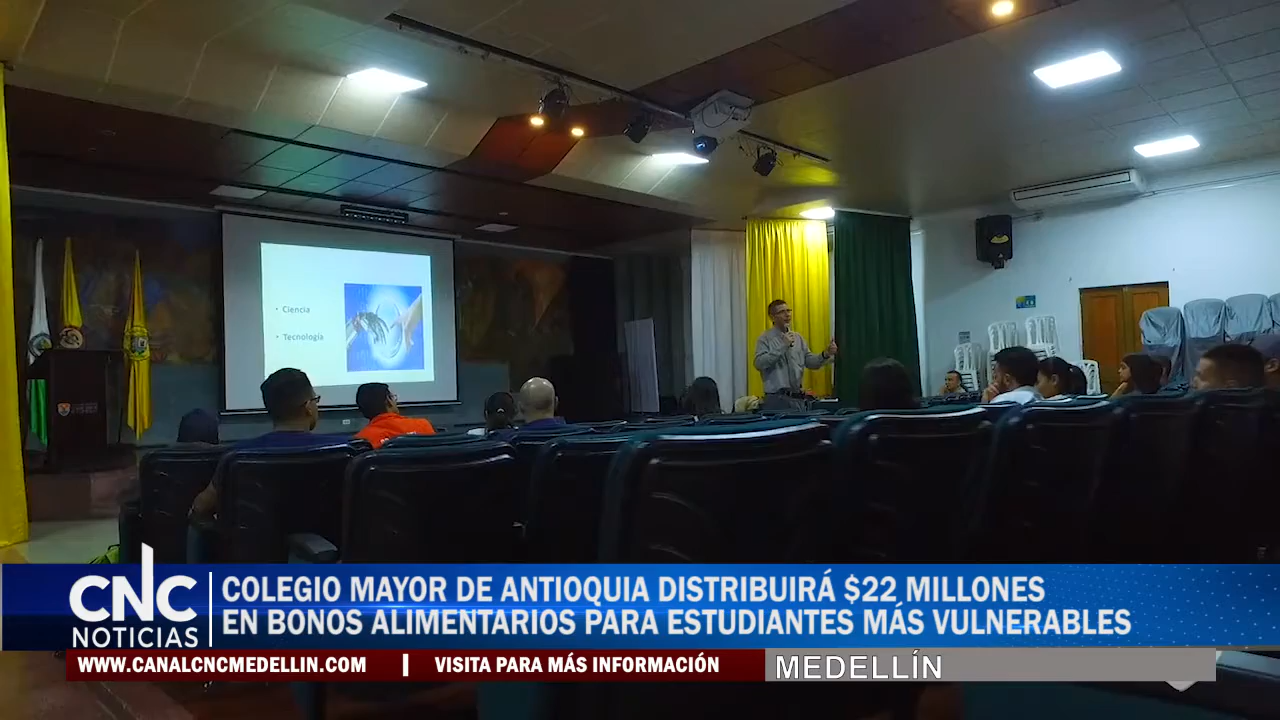 • Ciencia
• Tecnología
CNC
NOTICIAS
COLEGIO MAYOR DE ANTIOQUIA DISTRIBUIRÁ $22 MILLONES
EN BONOS ALIMENTARIOS PARA ESTUDIANTES MÁS VULNERABLES
WWW.CANALCNCMEDELLIN.COM | VISITA PARA MÁS INFORMACIÓN
MEDELLÍN